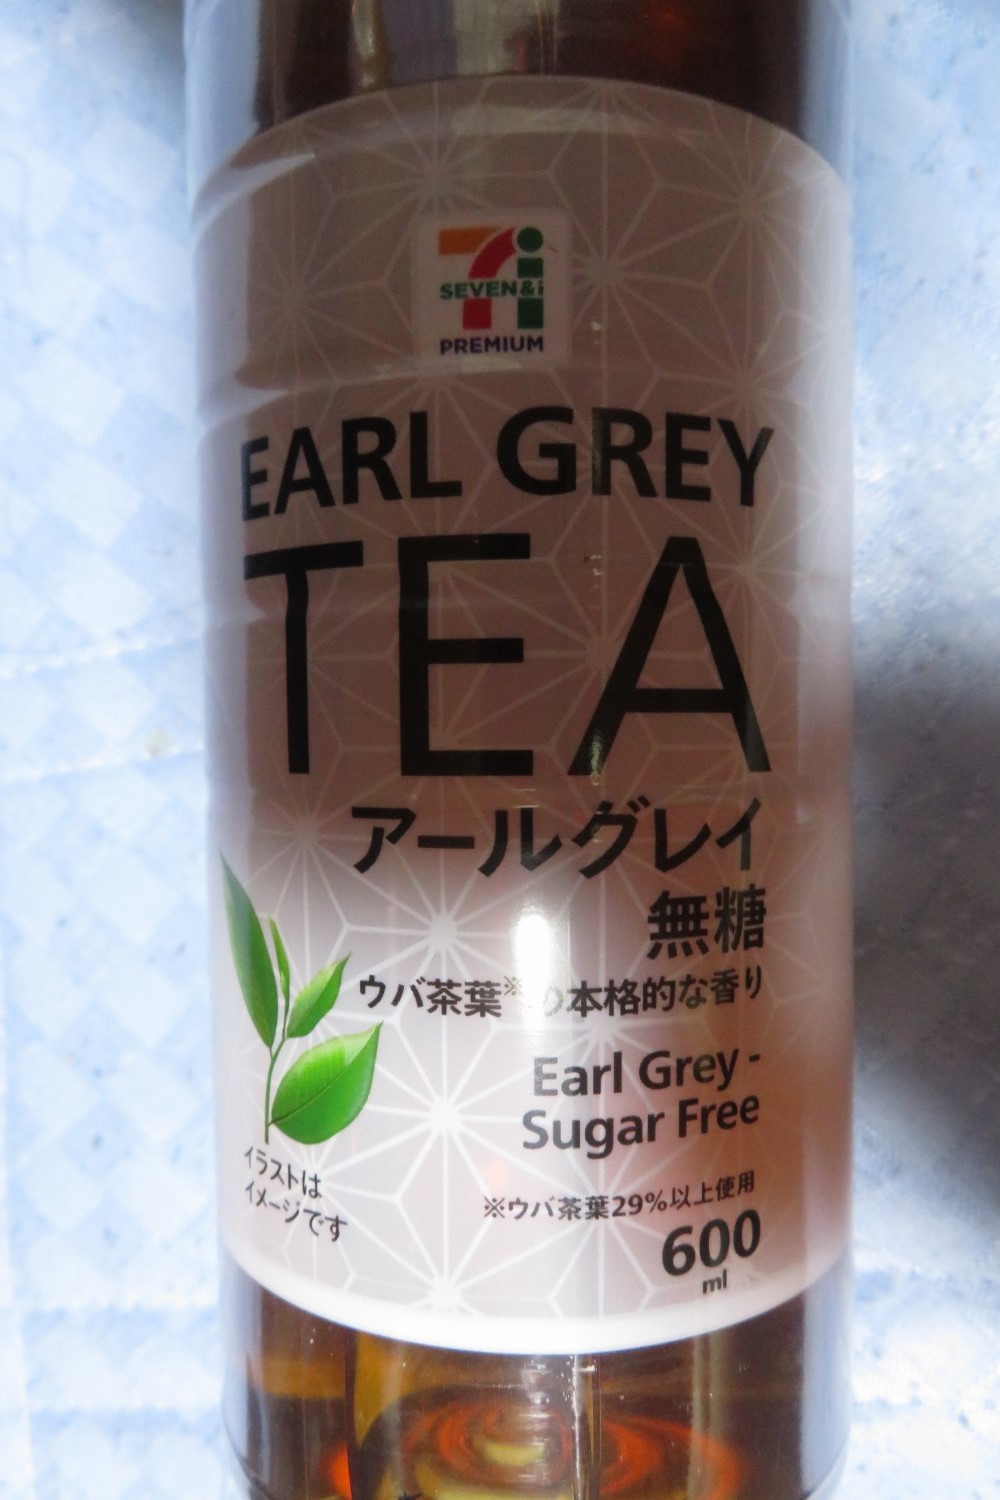 SEVEN&i
PREMIUM
EARL GREY
TEA
アールグレイ
無糖
ウバ茶葉※の本格的な香り
Earl Grey -
Sugar Free
イラストは
イメージです
※ウバ茶葉29%以上使用
600
ml